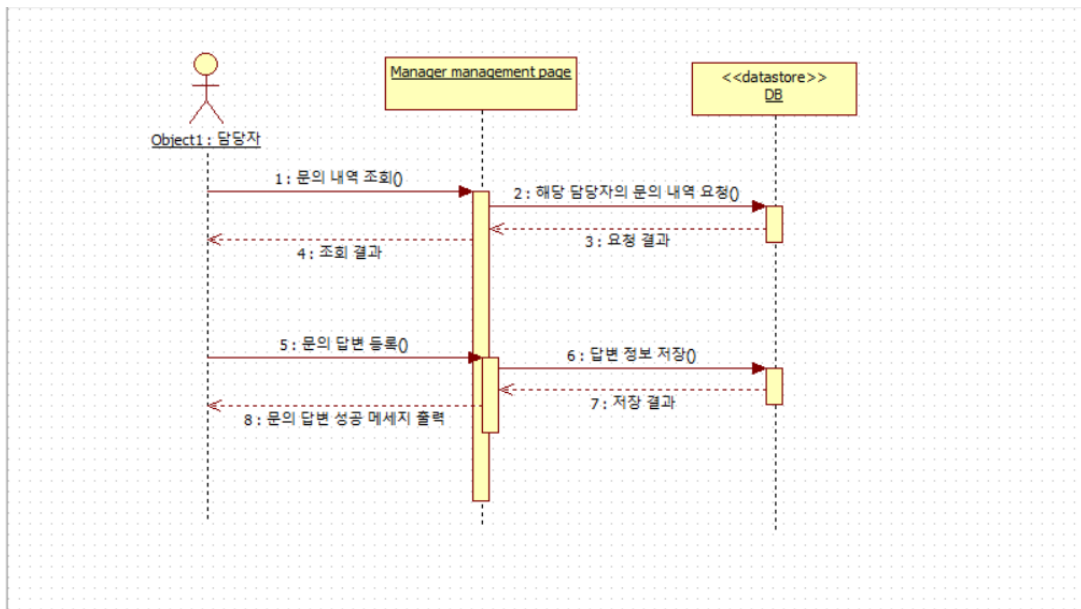 Manager management page
<<datastore>>
DB
Object1 : 담당자
1 : 문의 내역 조회()
2 : 해당 담당자의 문의 내역 요청()
3 : 요청 결과
4 : 조회 결과
5 : 문의 답변 등록()
6 : 답변 정보 저장()
7 : 저장 결과
8 : 문의 답변 성공 메세지 출력